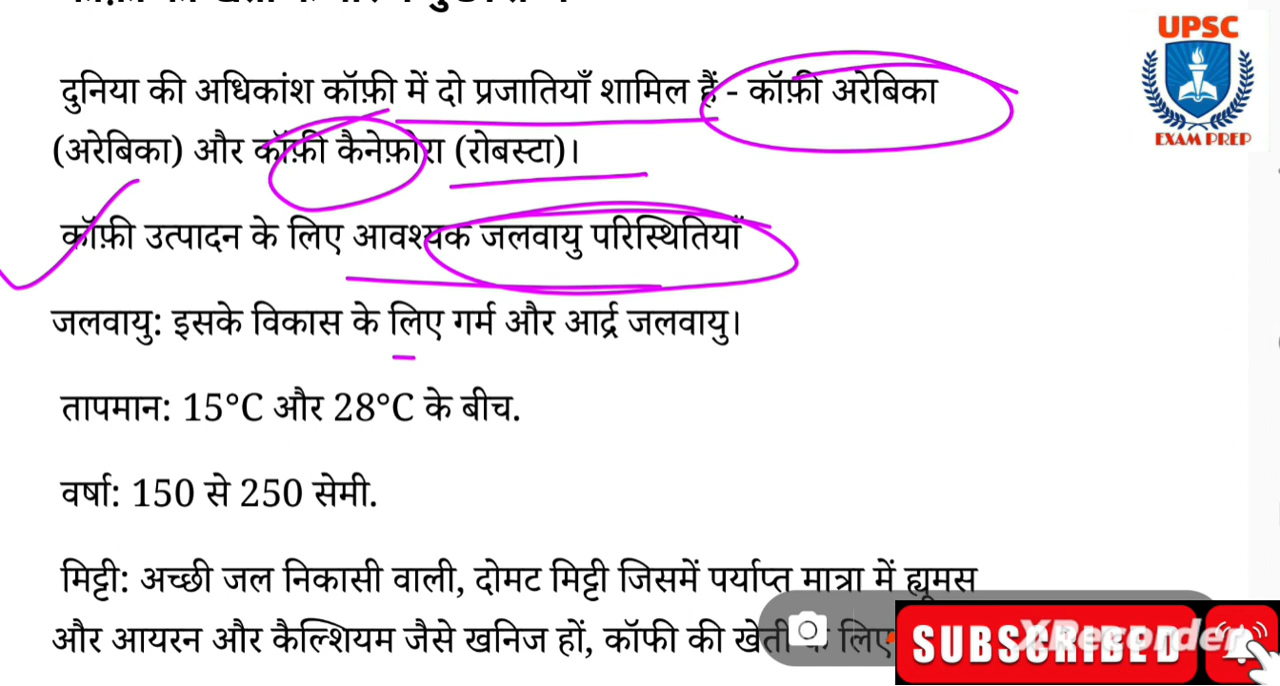 दुनिया की अधिकांश कॉफ़ी में दो प्रजातियाँ शामिल हैं - कॉफ़ी अरेबिका
(अरेबिका) और कॉफ़ी कैनेफ़ोरा (रोबस्टा)।
कॉफ़ी उत्पादन के लिए आवश्यक जलवायु परिस्थितियाँ
जलवायु: इसके विकास के लिए गर्म और आर्द्र जलवायु।
तापमान: 15°C और 28°C के बीच.
वर्षा: 150 से 250 सेमी.
मिट्टी: अच्छी जल निकासी वाली, दोमट मिट्टी जिसमें पर्याप्त मात्रा में ह्यूमस
और आयरन और कैल्शियम जैसे खनिज हों, कॉफी की खेती के लिए
UPSC
EXAM PREP
SUBSCRIBED
XRecorder